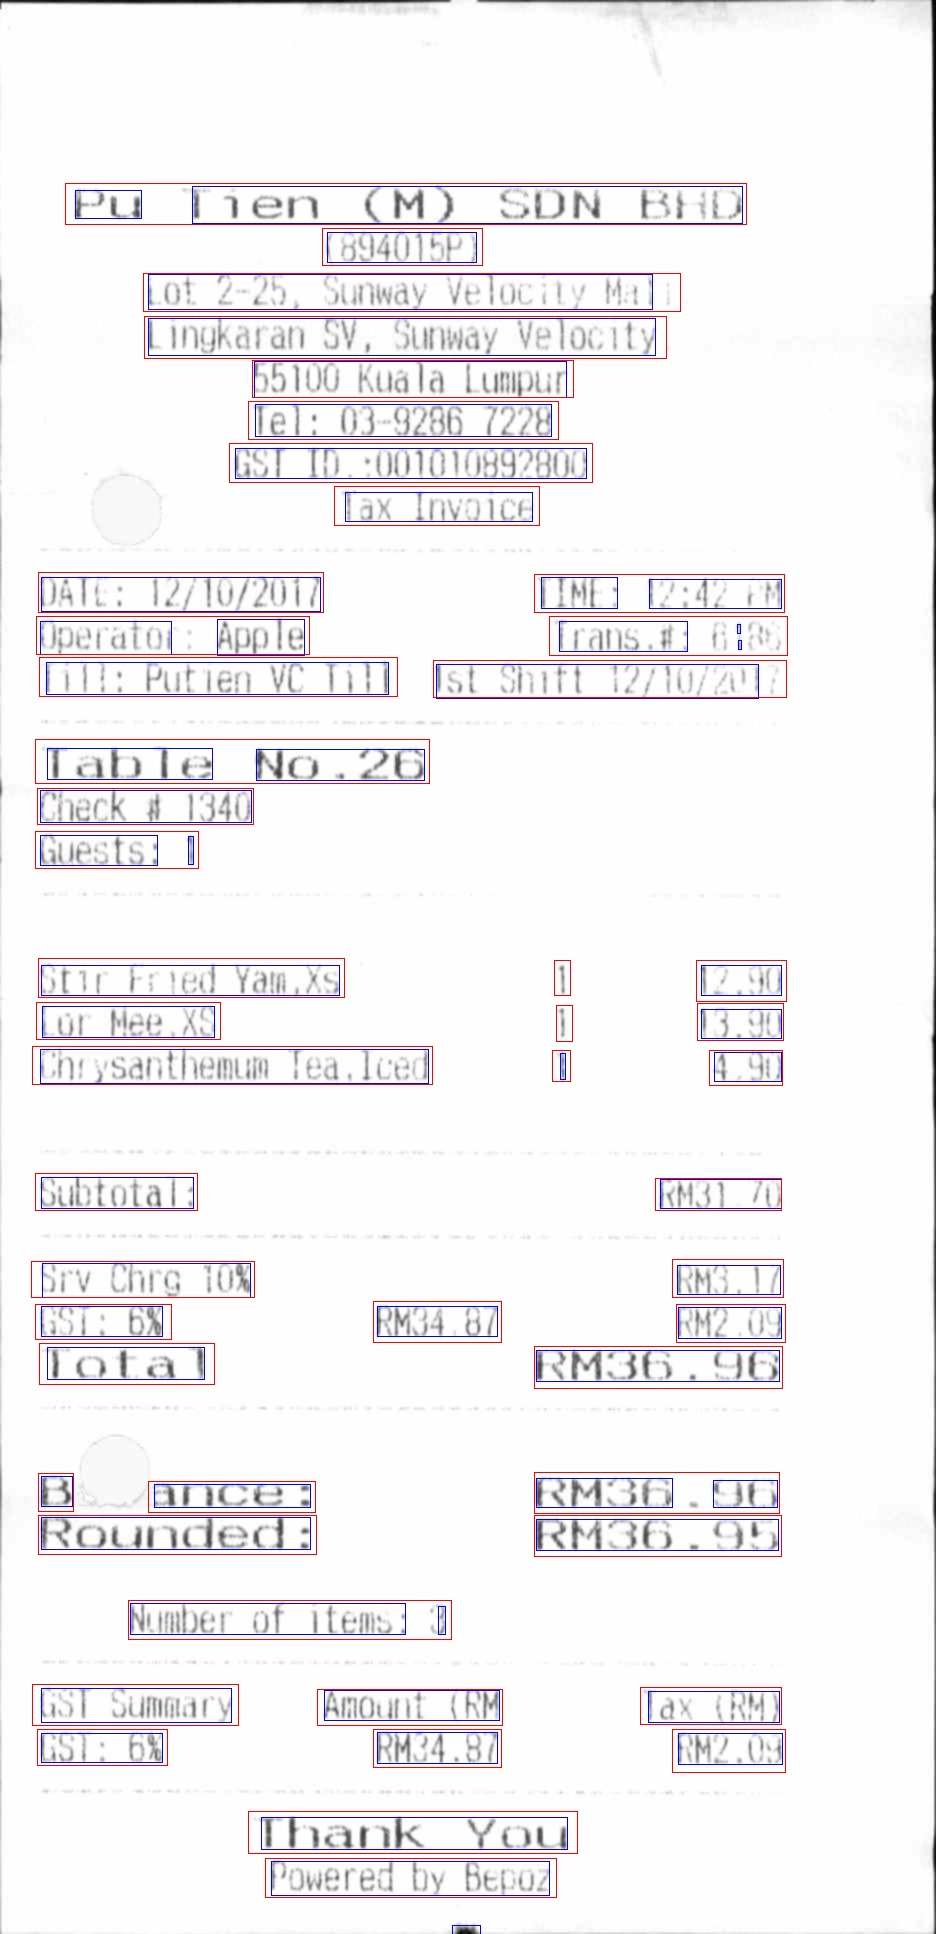 Pu Tien (M) SDN BHD
(894015P)
Lot 2-25, Sunway Velocity Mall
Lingkaran SV, Sunway Velocity
55100 Kuala Lumpur
Tel: 03-9286 7228
GST ID.:001010892800
Tax Invoice
DATE: 12/10/2017 TIME: 12:42 PM
Operator: Apple Trans.#:
Till: Putien VC Till 1st Shift 12/10/2017
Table No.26
Check # 1340
Guests: 1
Stir Fried Yam,Xs 1 12.90
Lor Mee,XS 1 13.90
Chrysanthemum Tea,Iced 1 4.90
Subtotal: RM31.70
Srv Chrg 10% RM3.17
GST: 6% RM34.87 RM2.09
Total RM36.96
B ance: RM36.96
Rounded: RM36.95
Number of items: 3
GST Summary Amount (RM Tax (RM)
GST: 6% RM34.87 RM2.09
Thank You
Powered by Bepoz